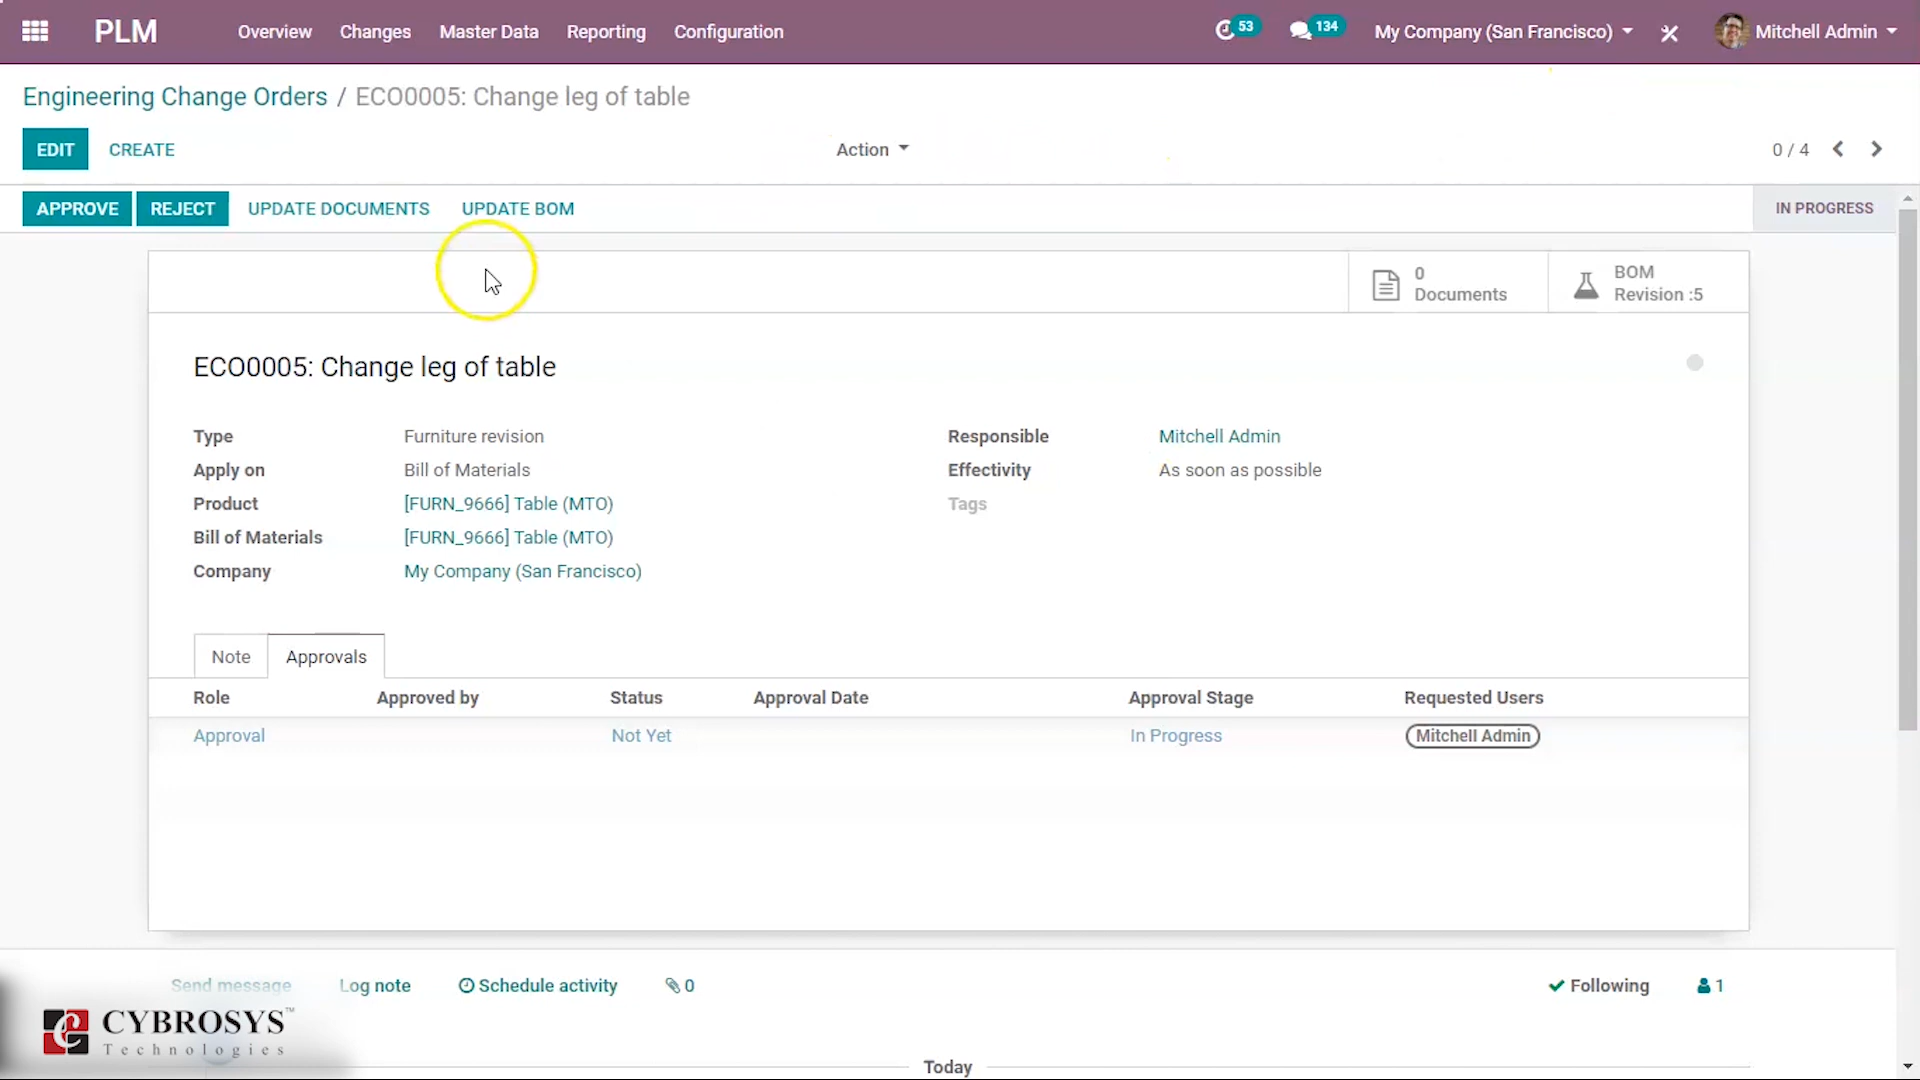 PLM Overview Changes Master Data Reporting Configuration 53 134 My Company (San Francisco) Mitchell Admin
Engineering Change Orders / ECO0005: Change leg of table
EDIT CREATE Action 0 / 4
APPROVE REJECT UPDATE DOCUMENTS UPDATE BOM IN PROGRESS
0 Documents
BOM Revision :5
ECO0005: Change leg of table
Type Furniture revision Responsible Mitchell Admin
Apply on Bill of Materials Effectivity As soon as possible
Product [FURN_9666] Table (MTO) Tags
Bill of Materials [FURN_9666] Table (MTO)
Company My Company (San Francisco)
Note Approvals
Role Approved by Status Approval Date Approval Stage Requested Users
Approval Not Yet In Progress Mitchell Admin
Send message Log note Schedule activity 0 Following 1
CYBROSYS™
Technologies
Today